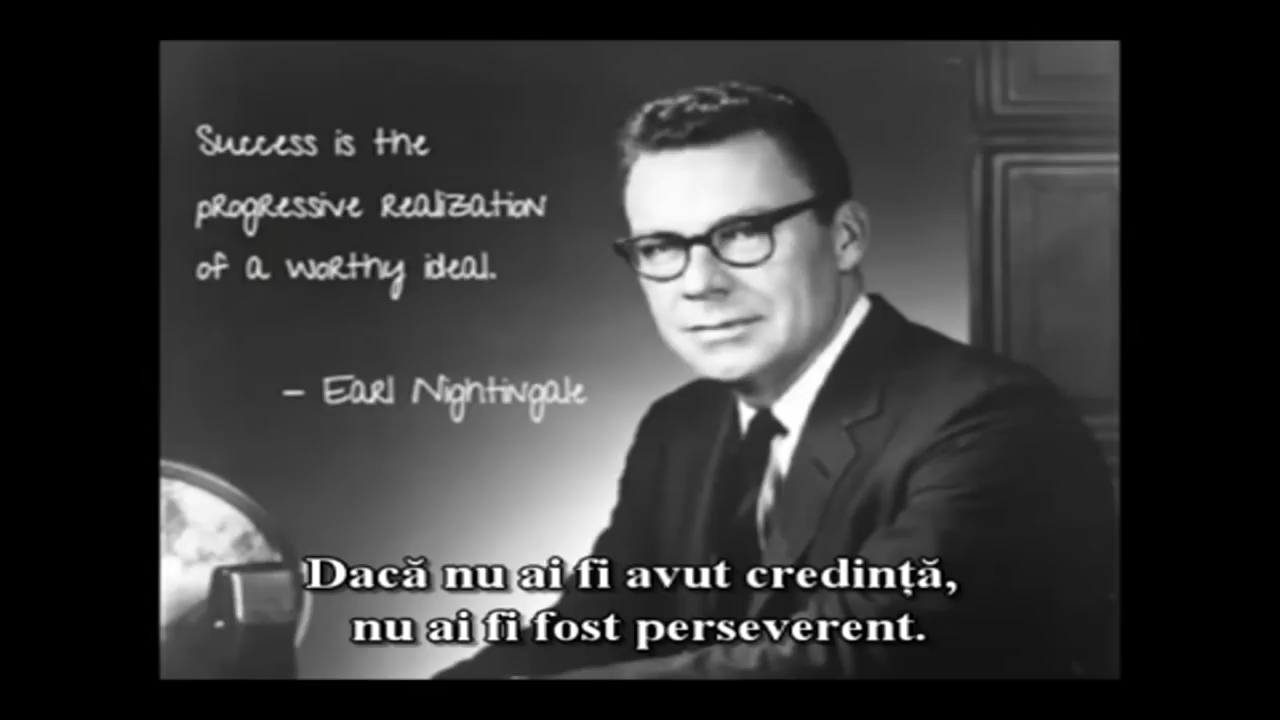 Success is the
progressive realization
of a worthy ideal.
– Earl Nightingale
Dacă nu ai fi avut credință,
nu ai fi fost perseverent.